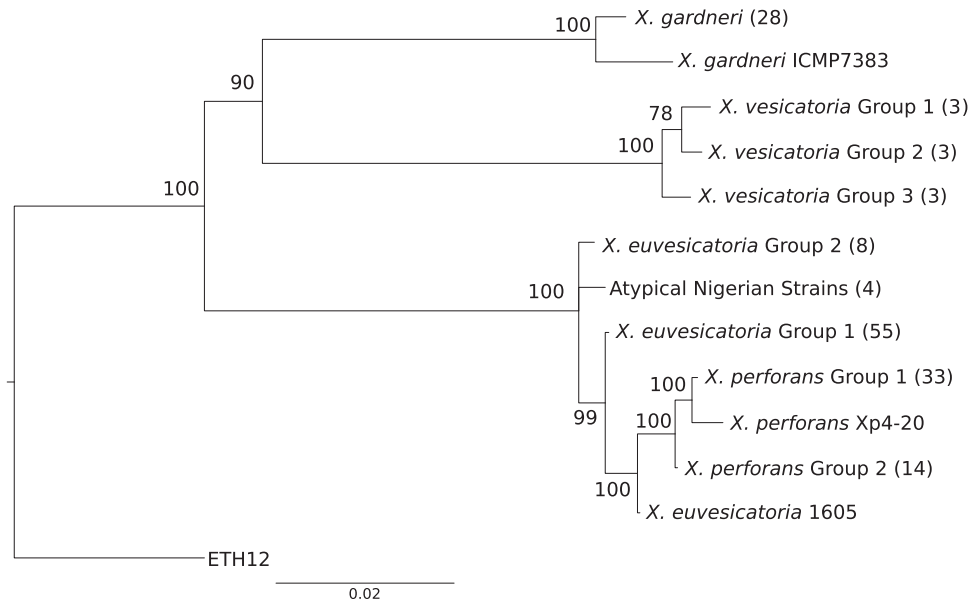 100
X. gardneri (28)
X. gardneri ICMP7383
90
78
X. vesicatoria Group 1 (3)
100
X. vesicatoria Group 2 (3)
X. vesicatoria Group 3 (3)
100
X. euvesicatoria Group 2 (8)
100
Atypical Nigerian Strains (4)
X. euvesicatoria Group 1 (55)
100
X. perforans Group 1 (33)
99
100
X. perforans Xp4-20
X. perforans Group 2 (14)
100
X. euvesicatoria 1605
ETH12
0.02